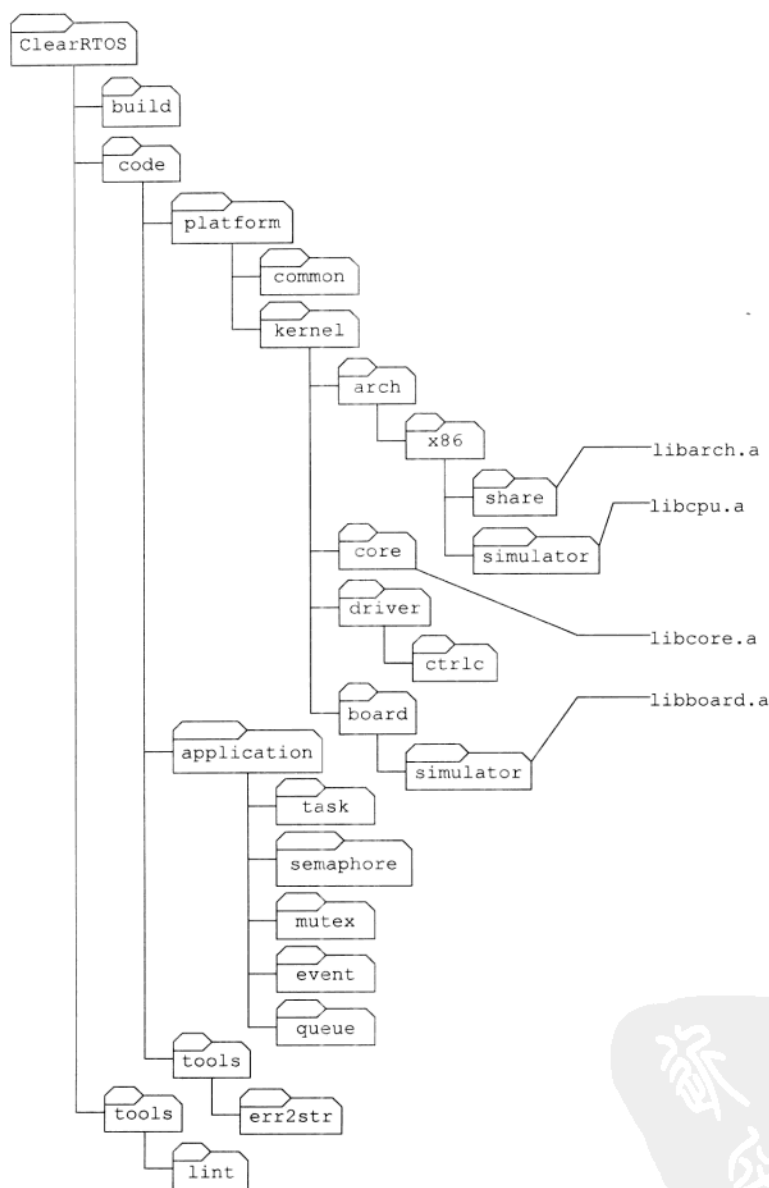 ClearRTOS
build
code
platform
common
kernel
arch
x86
libarch.a
share
libcpu.a
simulator
core
driver
libcore.a
ctrlc
libboard.a
board
simulator
application
task
semaphore
mutex
event
queue
tools
err2str
tools
lint